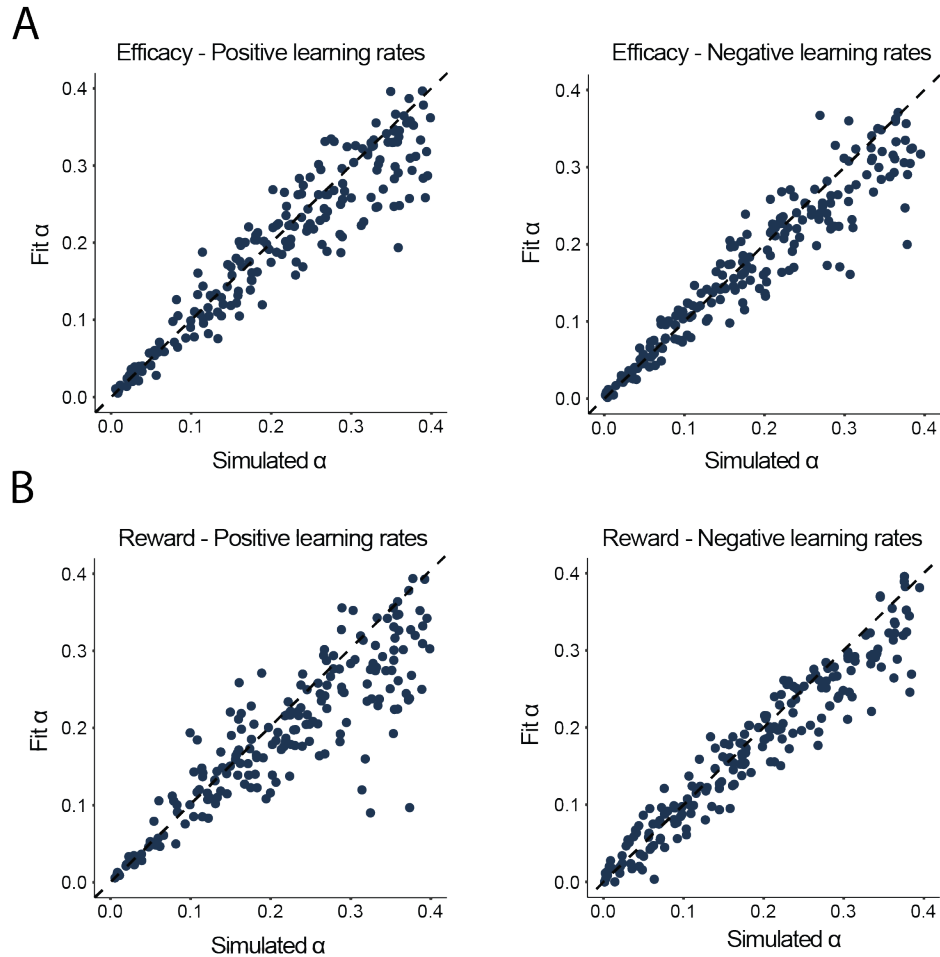 A
Efficacy - Positive learning rates
Efficacy - Negative learning rates
0.4
0.3
0.2
0.1
0.0
Fit α
0.0 0.1 0.2 0.3 0.4
Simulated α
0.4
0.3
0.2
0.1
0.0
Fit α
0.0 0.1 0.2 0.3 0.4
Simulated α
B
Reward - Positive learning rates
Reward - Negative learning rates
0.4
0.3
0.2
0.1
0.0
Fit α
0.0 0.1 0.2 0.3 0.4
Simulated α
0.4
0.3
0.2
0.1
0.0
Fit α
0.0 0.1 0.2 0.3 0.4
Simulated α